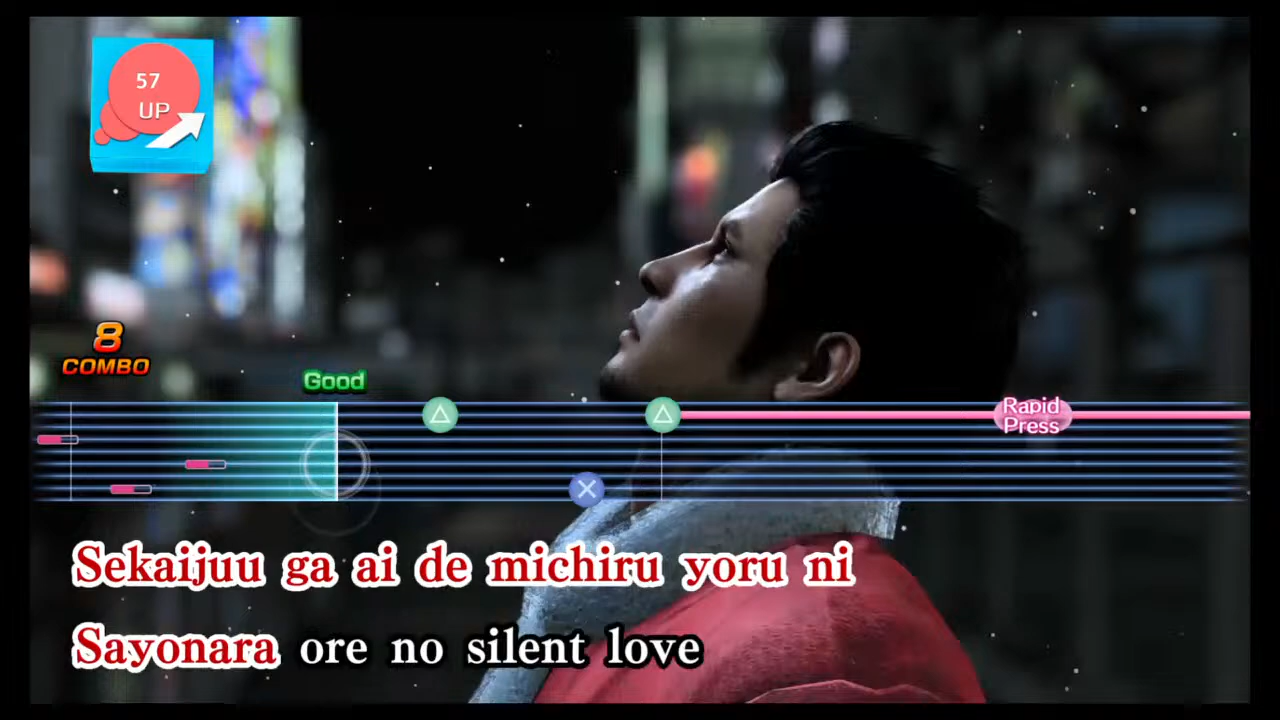 57
UP
8
COMBO
Good
Rapid
Press
Sekaijuu ga ai de michiru yoru ni
Sayonara ore no silent love